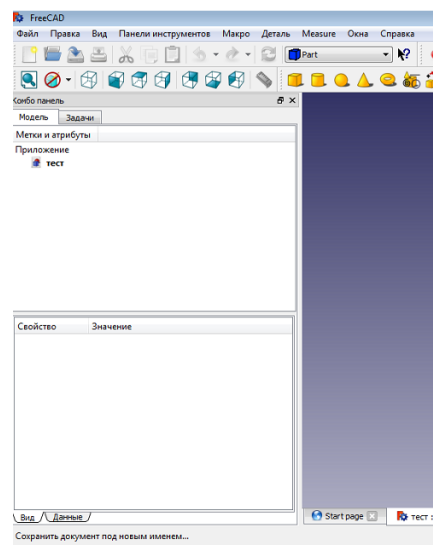 FreeCAD
Файл Правка Вид Панели инструментов Макро Деталь Measure Окна Справка
Part
Комбо панель
Модель Задачи
Метки и атрибуты
Приложение
тест
Свойство Значение
Вид Данные
Start page тест :
Сохранить документ под новым именем...